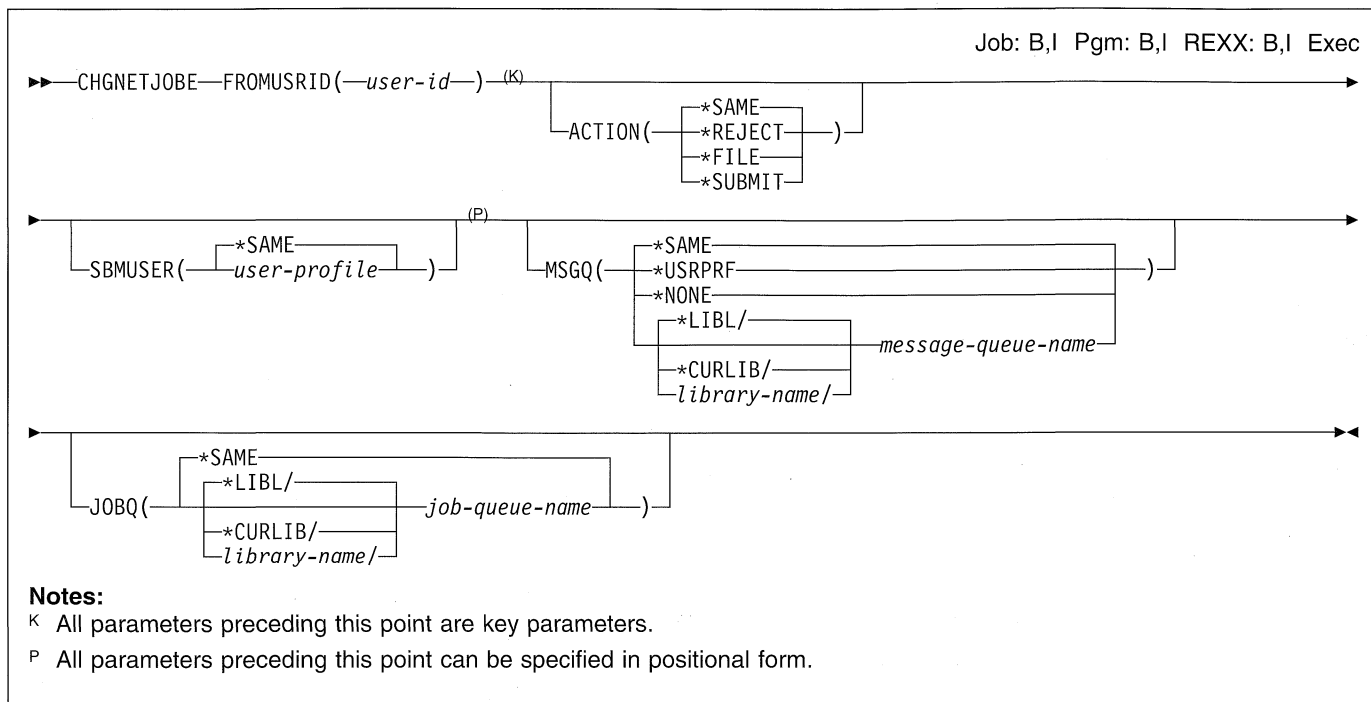 Job: B,I Pgm: B,I REXX: B,I Exec
CHGNETJOBE FROMUSRID( user-id ) (K)
ACTION( *SAME )
*REJECT
*FILE
*SUBMIT
(P)
SBMUSER( *SAME )
user-profile
MSGQ( *SAME )
*USRPRF
*NONE
*LIBL/
message-queue-name
*CURLIB/
library-name/
JOBQ( *SAME )
*LIBL/
job-queue-name
*CURLIB/
library-name/
Notes:
K All parameters preceding this point are key parameters.
P All parameters preceding this point can be specified in positional form.